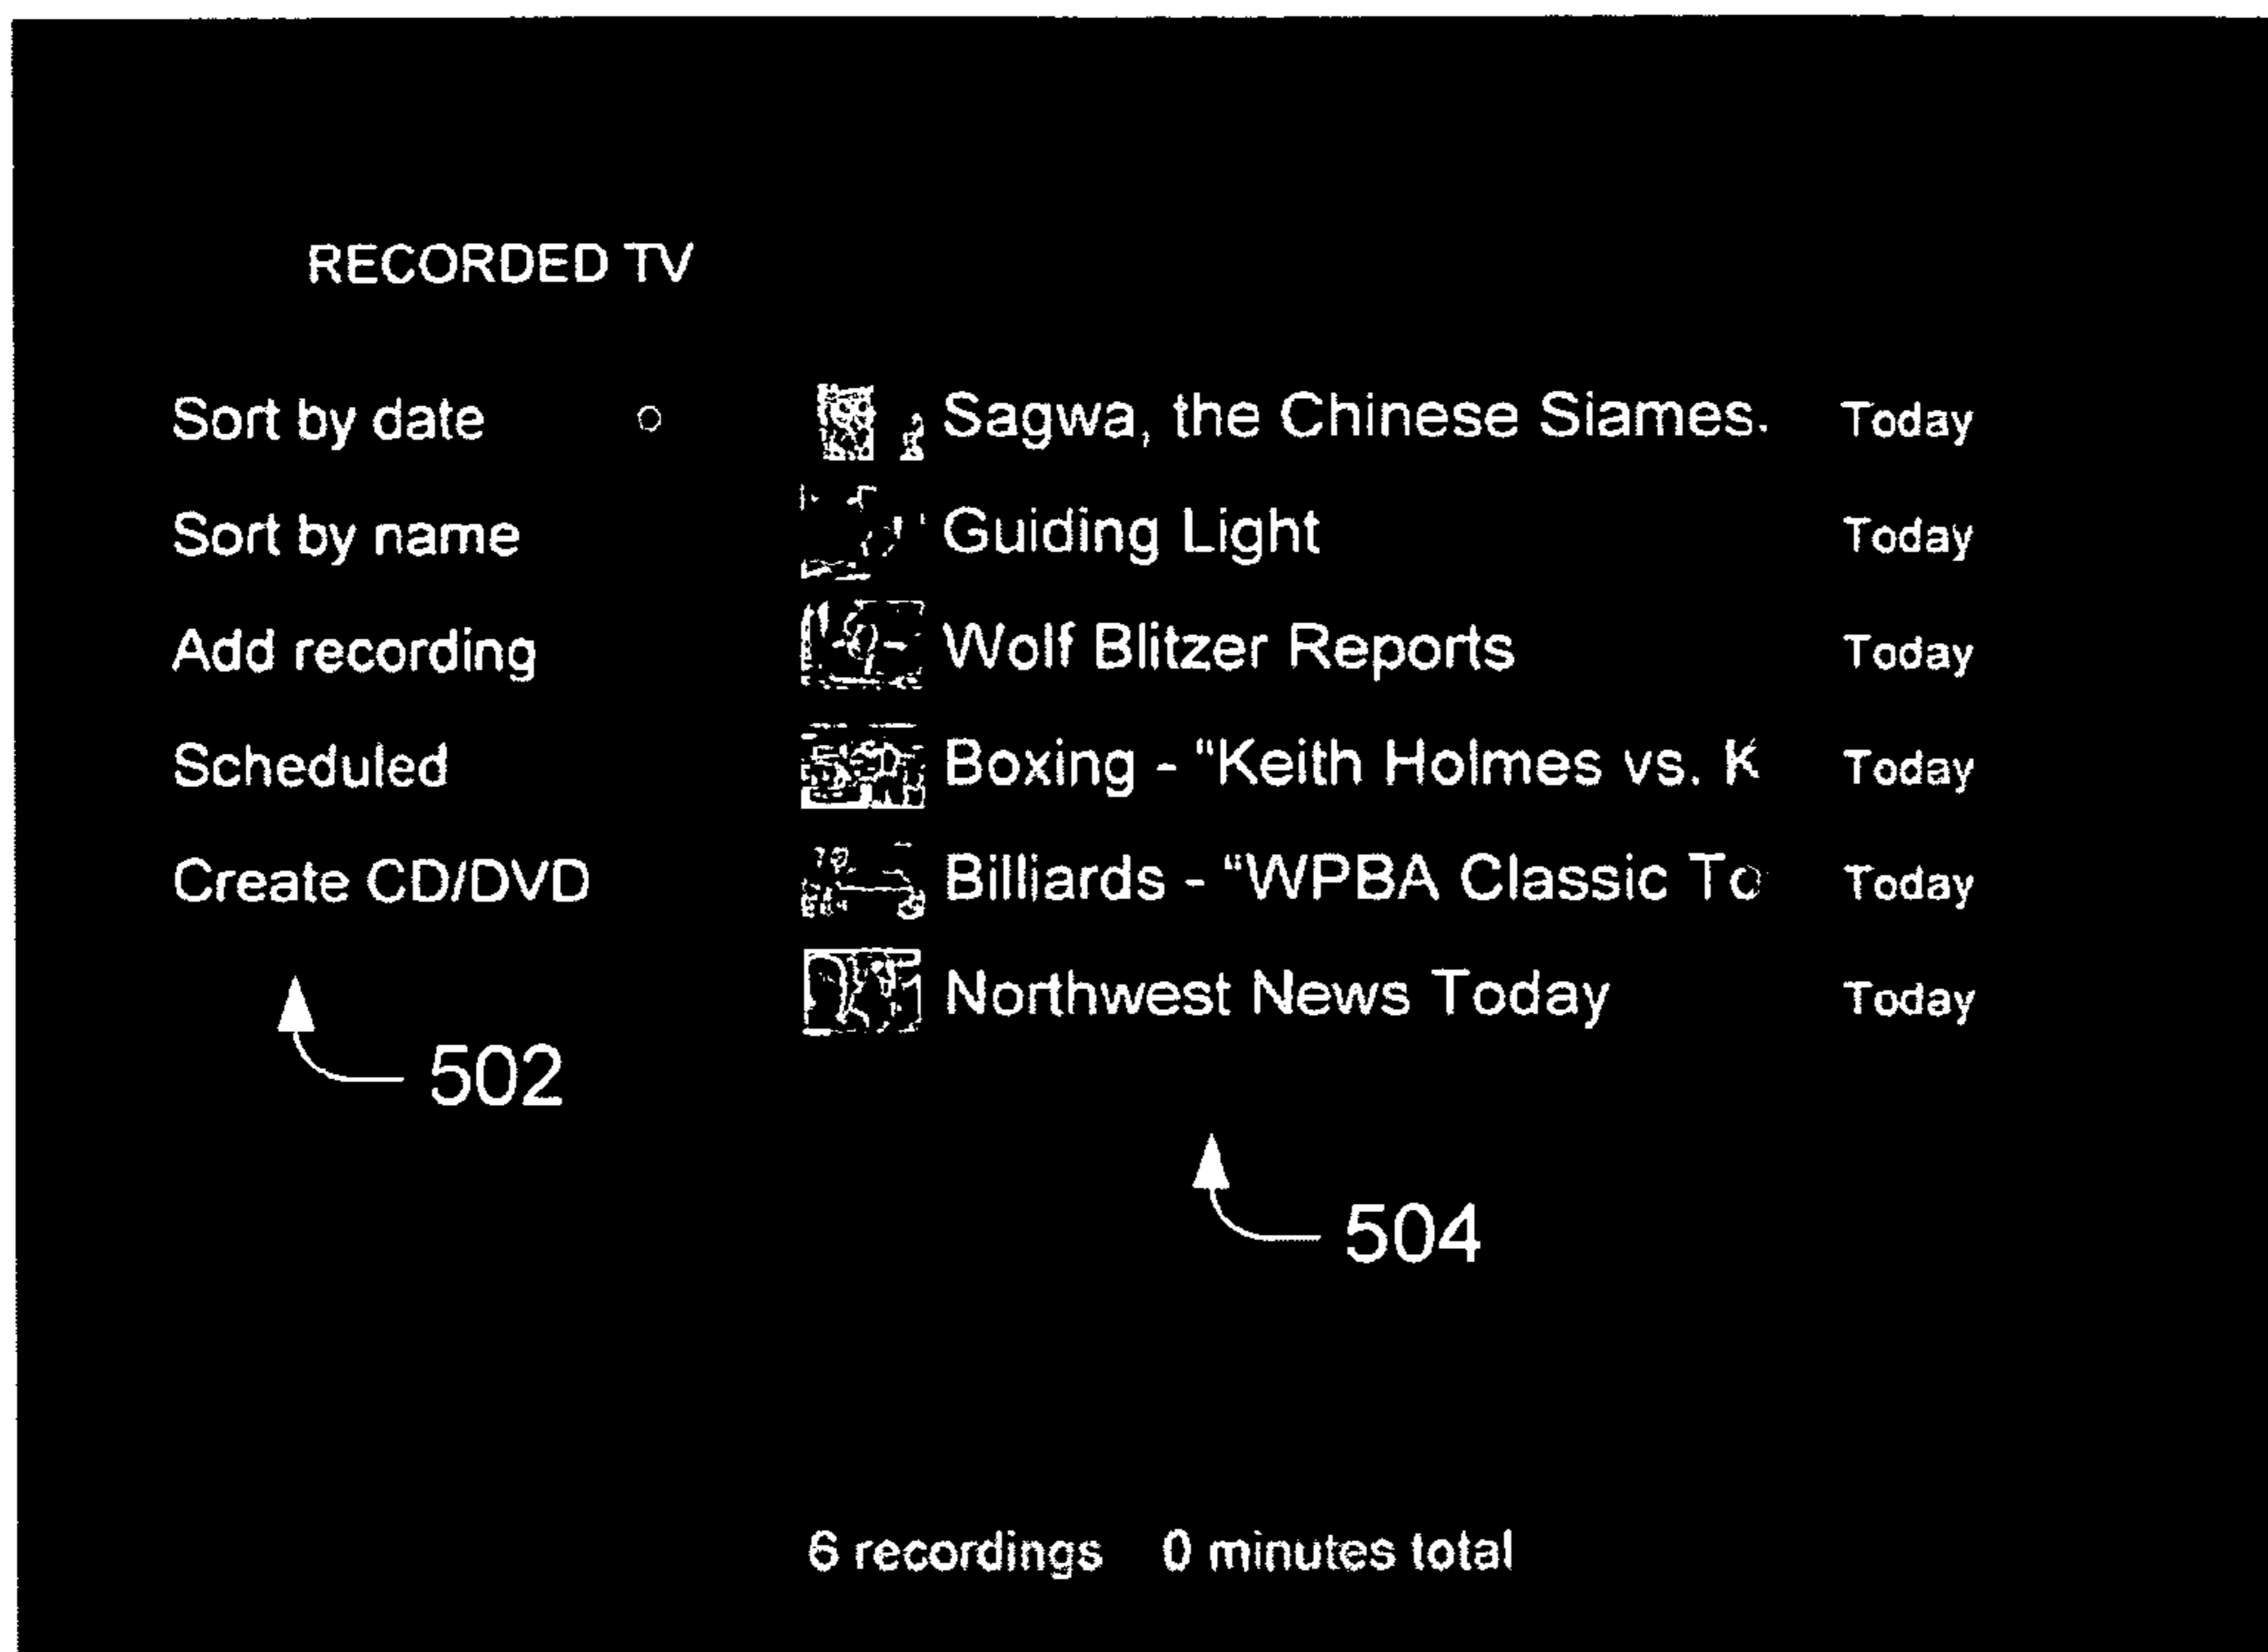 RECORDED TV
Sort by date
Sort by name
Add recording
Scheduled
Create CD/DVD
502
Sagwa, the Chinese Siames. Today
Guiding Light Today
Wolf Blitzer Reports Today
Boxing - "Keith Holmes vs. K Today
Billiards - "WPBA Classic To Today
Northwest News Today Today
504
6 recordings 0 minutes total